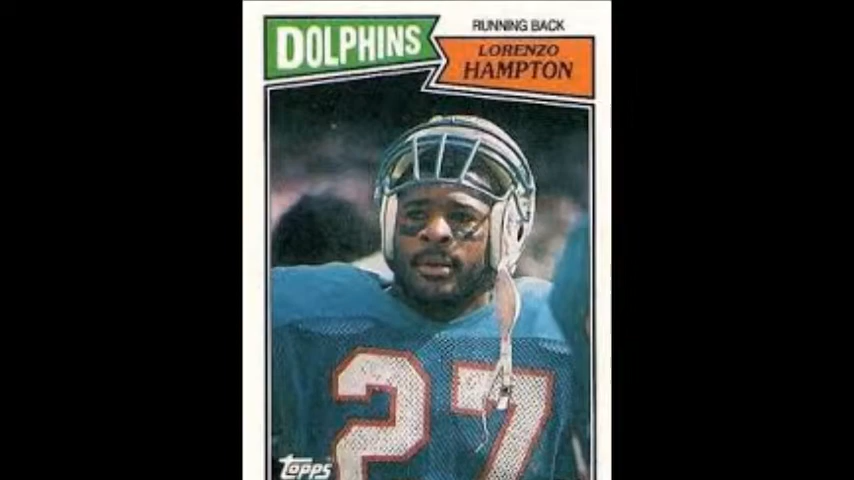 DOLPHINS
RUNNING BACK
LORENZO
HAMPTON
27
topps